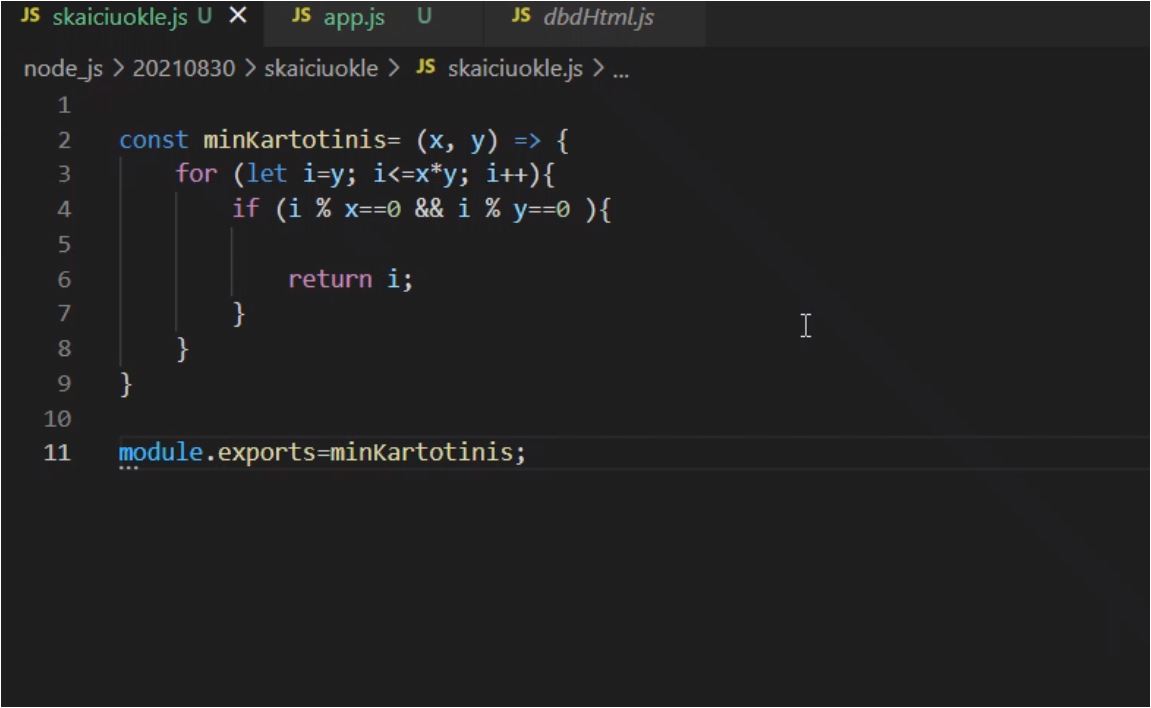 JS skaiciuokle.js U × JS app.js U JS dbdHtml.js
node_js > 20210830 > skaiciuokle > JS skaiciuokle.js > ...
1
2 const minKartotinis= (x, y) => {
3 for (let i=y; i<=x*y; i++){
4 if (i % x==0 && i % y==0 ){
5
6 return i;
7 }
8 }
9 }
10
11 module.exports=minKartotinis;